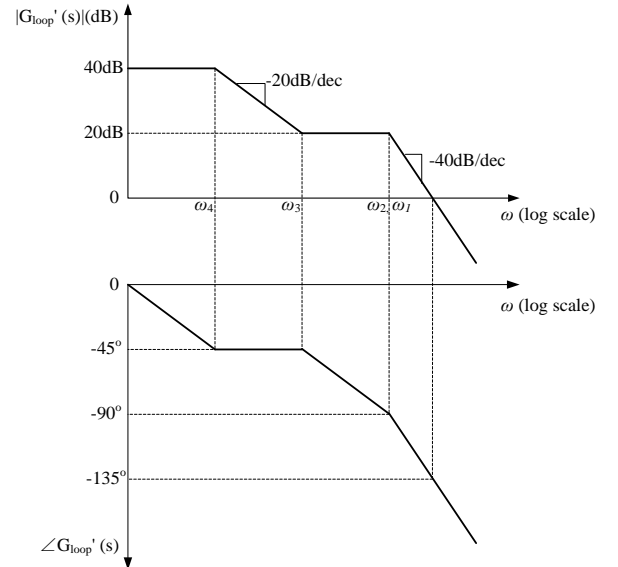 |G_loop' (s)|(dB)
40dB
-20dB/dec
20dB
-40dB/dec
0
ω₄ ω₃ ω₂,ω₁
ω (log scale)
0
ω (log scale)
-45°
-90°
-135°
∠G_loop' (s)